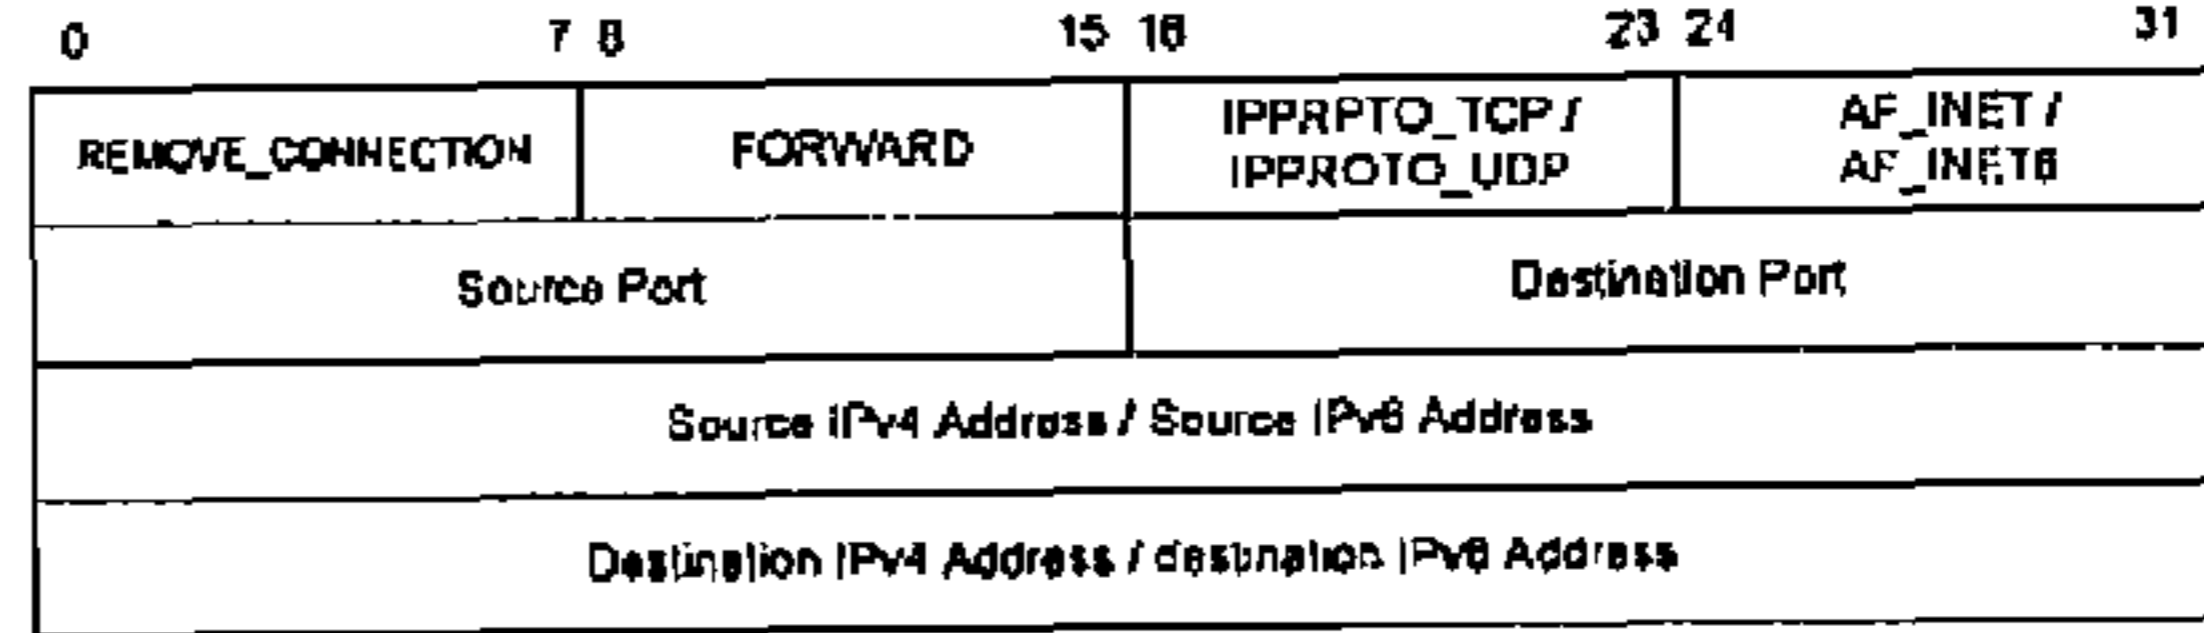 0 7 8 15 16 23 24 31
REMOVE_CONNECTION FORWARD IPPRPTO_TCP / AF_INET /
IPPROTO_UDP AF_INET6
Source Port Destination Port
Source IPv4 Address / Source IPv6 Address
Destination IPv4 Address / destination IPv6 Address